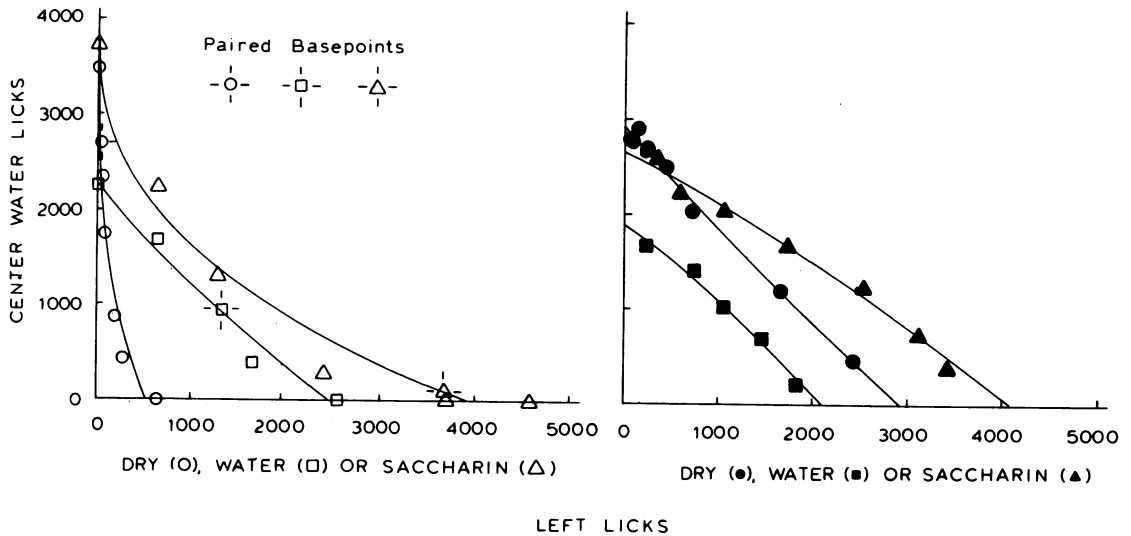 4000
3000
2000
1000
0
CENTER WATER LICKS
Paired Basepoints
0 1000 2000 3000 4000 5000
DRY (O), WATER (□) OR SACCHARIN (△)
0 1000 2000 3000 4000 5000
DRY (●), WATER (■) OR SACCHARIN (▲)
LEFT LICKS